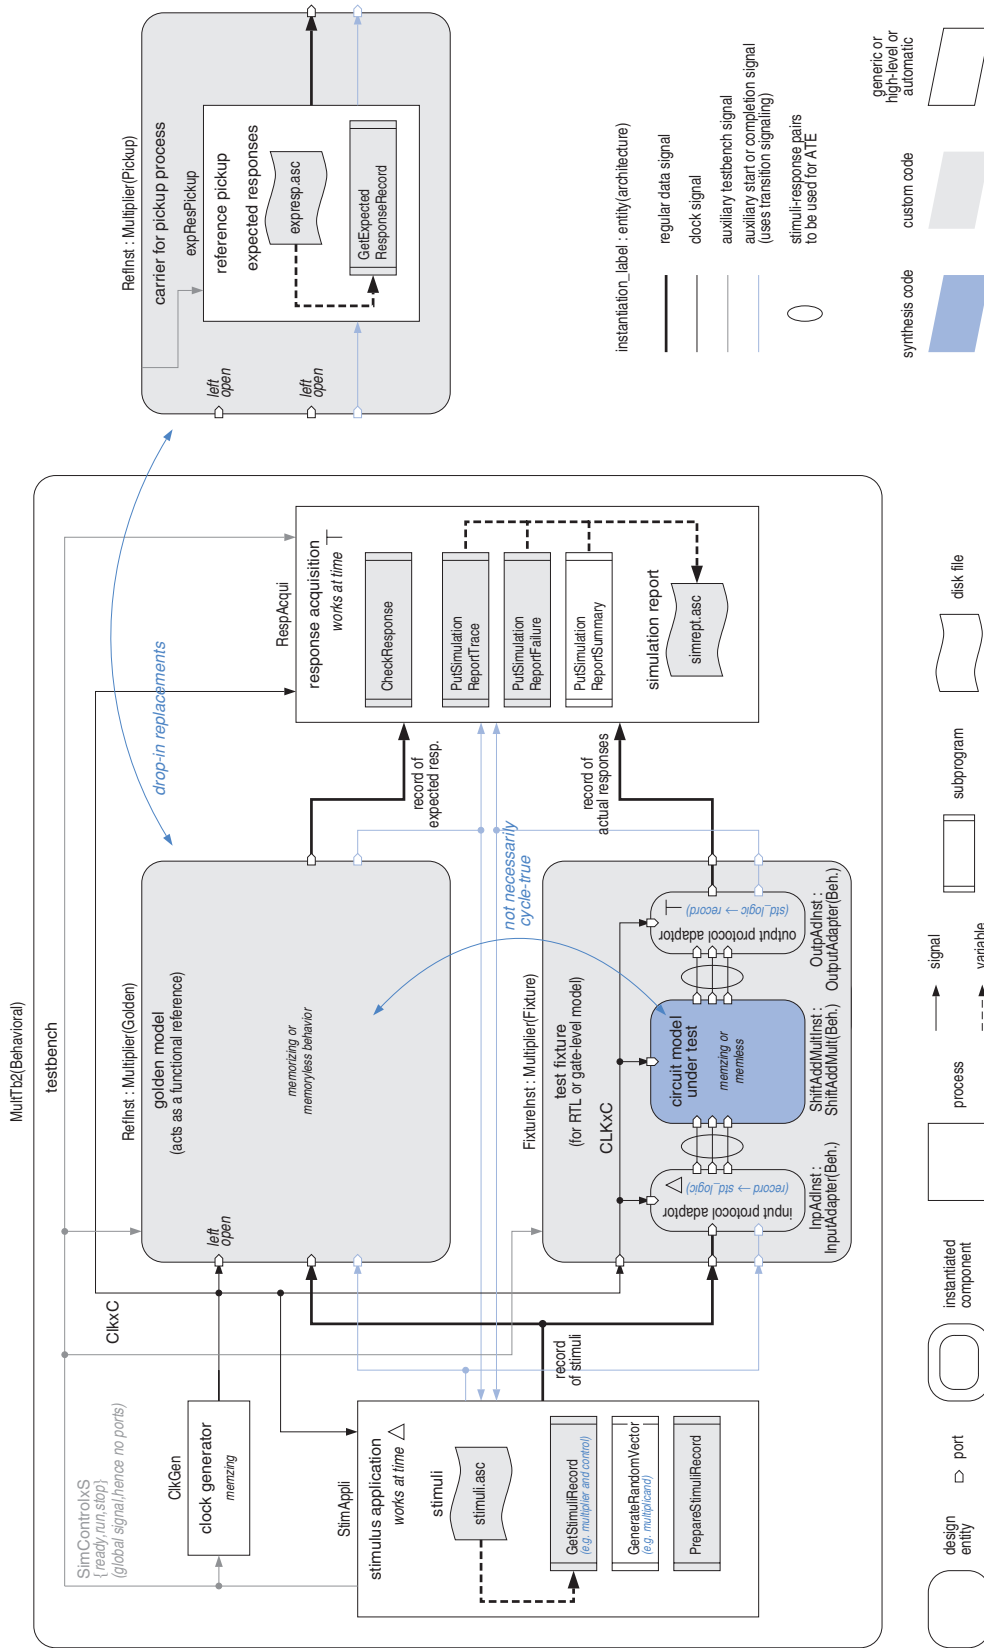 MultTb2(Behavioral)
testbench
SimControlxS
{ready,run,stop}
(global signal,hence no ports)
ClkGen
clock generator
memzing
ClkxC
StimAppli
stimulus application
works at time
stimuli
stimuli.asc
GetStimuliRecord
(e.g. multiplier and control)
GenerateRandomVector
(e.g. multiplicand)
PrepareStimuliRecord
record
of stimuli
RefInst : Multiplier(Golden)
golden model
(acts as a functional reference)
left
open
memorizing or
memoryless behavior
drop-in replacements
not necessarily
cycle-true
FixtureInst : Multiplier(Fixture)
test fixture
(for RTL or gate-level model)
CLKxC
input protocol adaptor
(record → std_logic)
InpAdInst :
InputAdapter(Beh.)
circuit model
under test
memzing or
memless
ShiftAddMultInst :
ShiftAddMult(Beh.)
output protocol adaptor
(std_logic → record)
OutpAdInst :
OutputAdapter(Beh.)
record of
expected resp.
record of
actual responses
RespAcqui
response acquisition
works at time
CheckResponse
PutSimulation
ReportTrace
PutSimulation
ReportFailure
PutSimulation
ReportSummary
simulation report
simrept.asc
RefInst : Multiplier(Pickup)
carrier for pickup process
expResPickup
reference pickup
expected responses
expresp.asc
GetExpected
ResponseRecord
left
open
left
open
instantiation_label : entity(architecture)
regular data signal
clock signal
auxiliary testbench signal
auxiliary start or completion signal
(uses transition signaling)
stimuli-response pairs
to be used for ATE
synthesis code
custom code
generic or
high-level or
automatic
design
entity
port
instantiated
component
process
signal
variable
subprogram
disk file